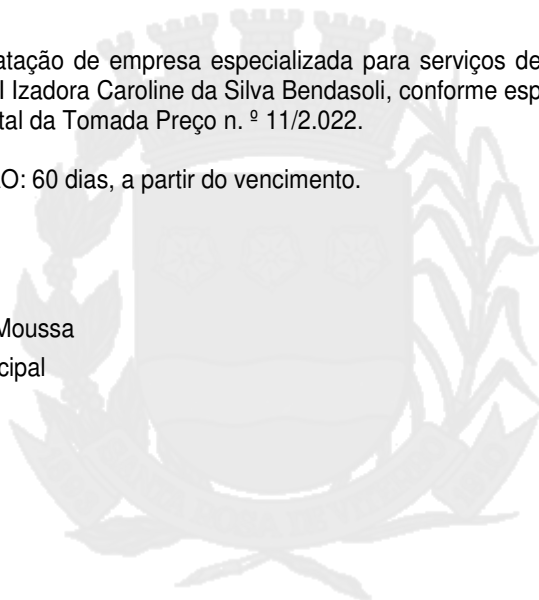 atação de empresa especializada para serviços de
l Izadora Caroline da Silva Bendasoli, conforme esp
tal da Tomada Preço n. º 11/2.022.
O: 60 dias, a partir do vencimento.
Moussa
cipal